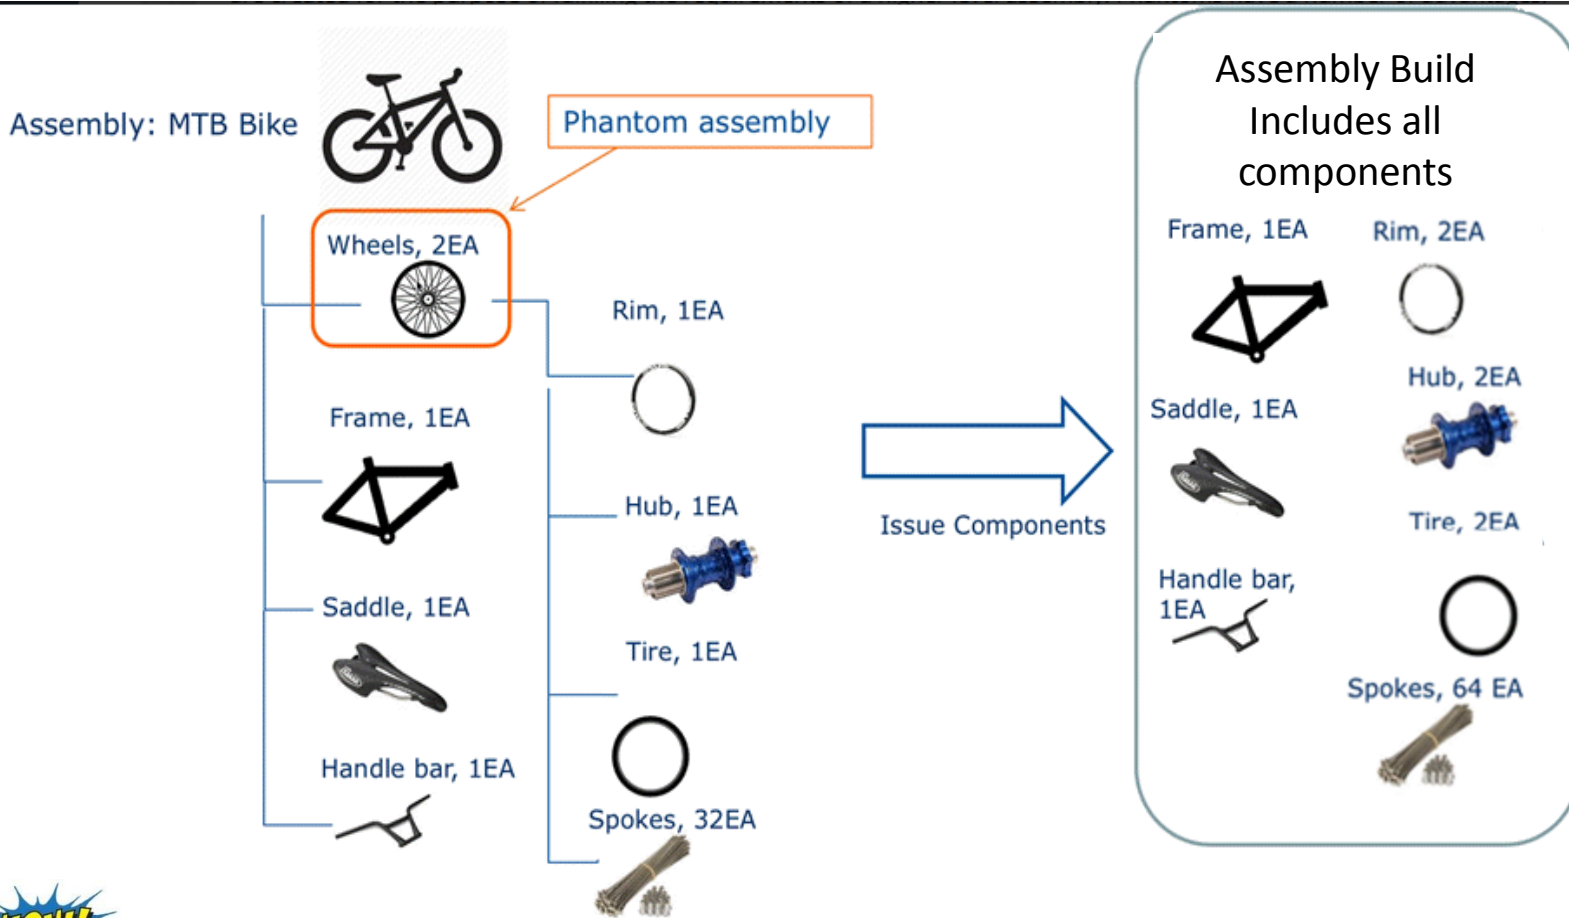 Assembly: MTB Bike
Phantom assembly
Wheels, 2EA
Rim, 1EA
Frame, 1EA
Hub, 1EA
Saddle, 1EA
Tire, 1EA
Handle bar, 1EA
Spokes, 32EA
Issue Components
Assembly Build
Includes all
components
Frame, 1EA
Rim, 2EA
Hub, 2EA
Saddle, 1EA
Tire, 2EA
Handle bar,
1EA
Spokes, 64 EA